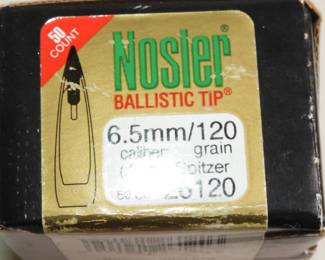 50
COUNT
Nosler
BALLISTIC TIP®
6.5mm/120
caliber grain
Spitzer
26120